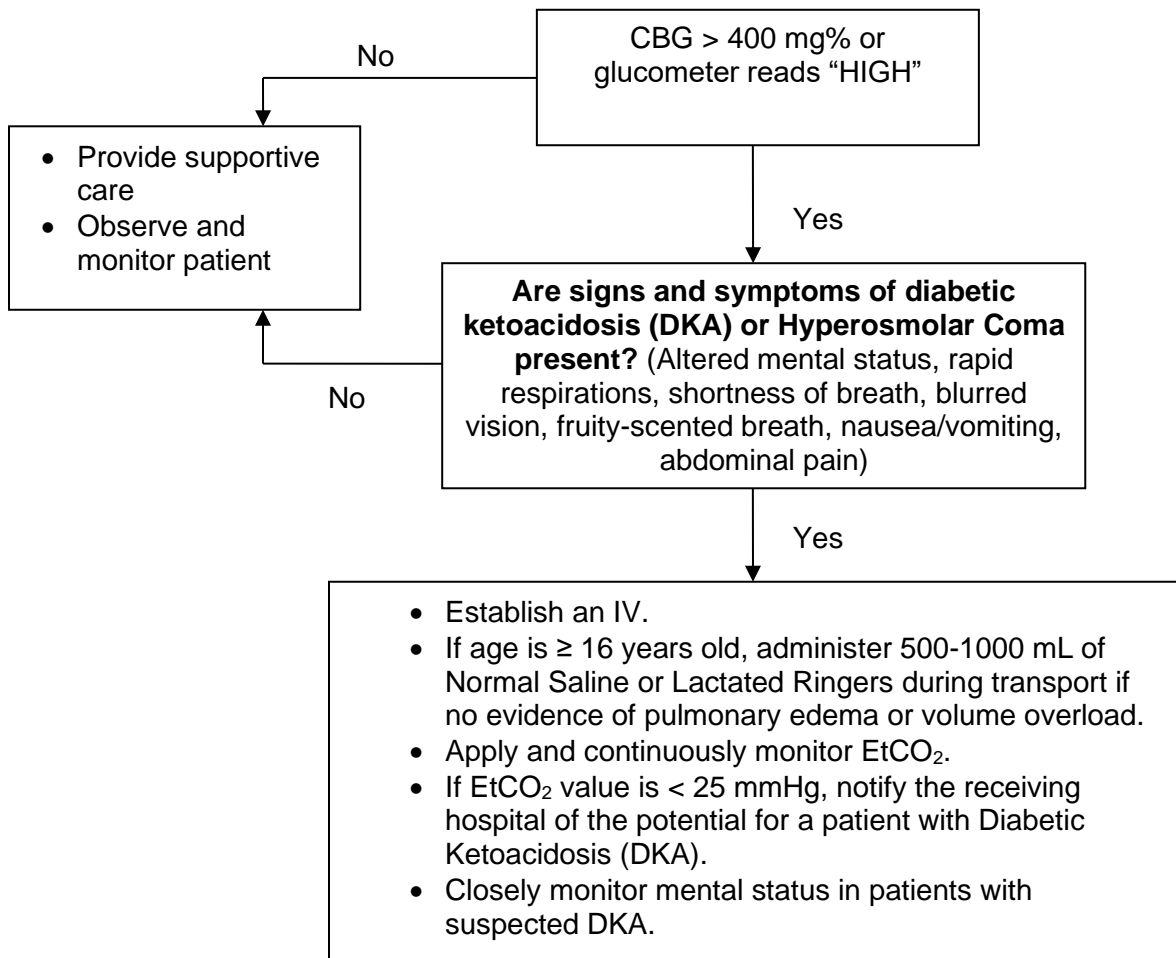 CBG > 400 mg% or
glucometer reads “HIGH”
No
• Provide supportive
care
• Observe and
monitor patient
Yes
Are signs and symptoms of diabetic
ketoacidosis (DKA) or Hyperosmolar Coma
present? (Altered mental status, rapid
respirations, shortness of breath, blurred
vision, fruity-scented breath, nausea/vomiting,
abdominal pain)
No
Yes
• Establish an IV.
• If age is ≥ 16 years old, administer 500-1000 mL of
Normal Saline or Lactated Ringers during transport if
no evidence of pulmonary edema or volume overload.
• Apply and continuously monitor EtCO₂.
• If EtCO₂ value is < 25 mmHg, notify the receiving
hospital of the potential for a patient with Diabetic
Ketoacidosis (DKA).
• Closely monitor mental status in patients with
suspected DKA.